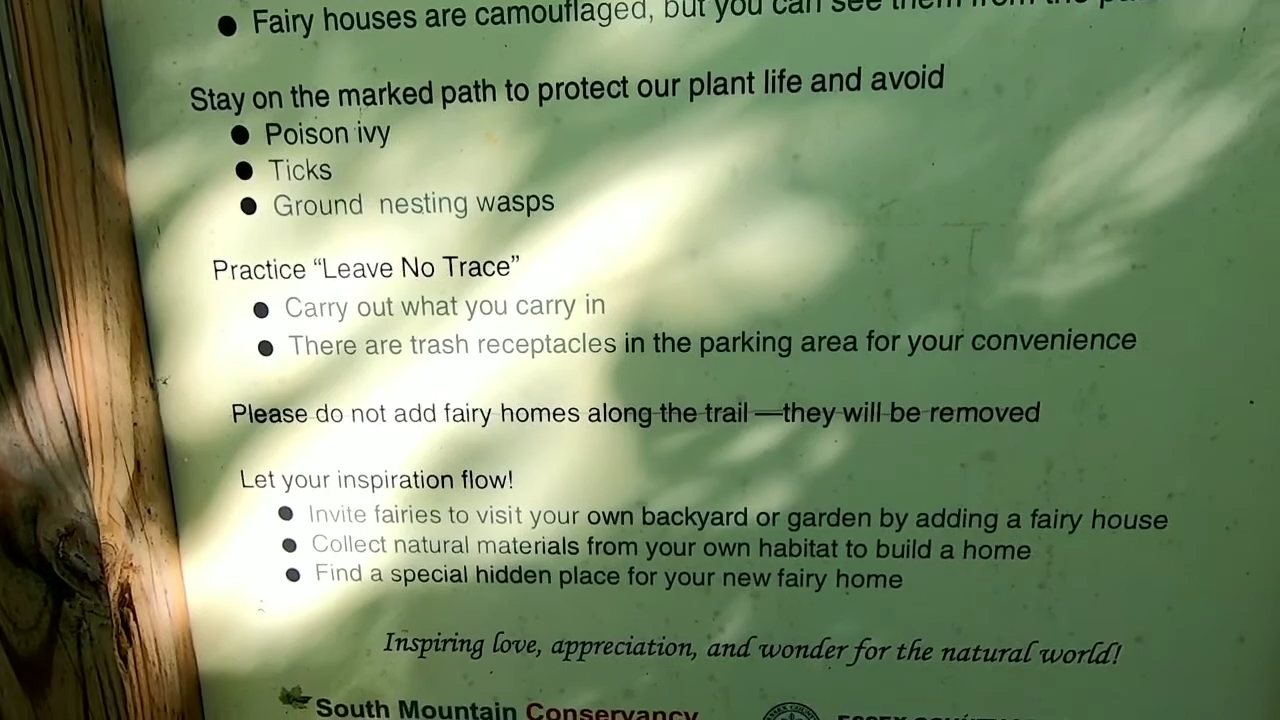 ● Fairy houses are camouflaged, but you can see them from the
Stay on the marked path to protect our plant life and avoid
● Poison ivy
● Ticks
● Ground nesting wasps
Practice “Leave No Trace”
● Carry out what you carry in
● There are trash receptacles in the parking area for your convenience
Please do not add fairy homes along the trail —they will be removed
Let your inspiration flow!
● Invite fairies to visit your own backyard or garden by adding a fairy house
● Collect natural materials from your own habitat to build a home
● Find a special hidden place for your new fairy home
Inspiring love, appreciation, and wonder for the natural world!
South Mountain Conservancy